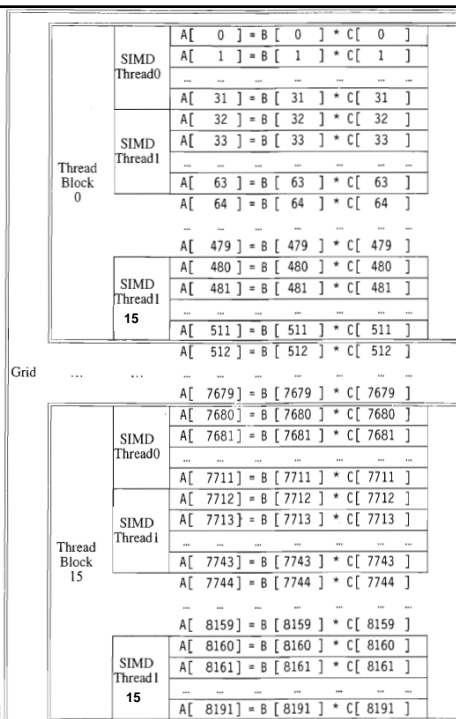 A[ 0 ] = B [ 0 ] * C[ 0 ]
SIMD Thread0
A[ 1 ] = B [ 1 ] * C[ 1 ]
... ... ... ...
A[ 31 ] = B [ 31 ] * C[ 31 ]
A[ 32 ] = B [ 32 ] * C[ 32 ]
SIMD Thread1
A[ 33 ] = B [ 33 ] * C[ 33 ]
... ... ... ...
Thread Block 0
A[ 63 ] = B [ 63 ] * C[ 63 ]
A[ 64 ] = B [ 64 ] * C[ 64 ]
... ... ... ...
A[ 479 ] = B [ 479 ] * C[ 479 ]
A[ 480 ] = B [ 480 ] * C[ 480 ]
SIMD Thread1 15
A[ 481 ] = B [ 481 ] * C[ 481 ]
... ... ... ...
A[ 511 ] = B [ 511 ] * C[ 511 ]
A[ 512 ] = B [ 512 ] * C[ 512 ]
Grid ... ... ... ... ... ...
A[ 7679 ] = B [ 7679 ] * C[ 7679 ]
A[ 7680 ] = B [ 7680 ] * C[ 7680 ]
SIMD Thread0
A[ 7681 ] = B [ 7681 ] * C[ 7681 ]
... ... ... ...
A[ 7711 ] = B [ 7711 ] * C[ 7711 ]
A[ 7712 ] = B [ 7712 ] * C[ 7712 ]
SIMD Thread1
A[ 7713 } = B [ 7713 ] * C[ 7713 ]
... ... ... ...
Thread Block 15
A[ 7743 ] = B [ 7743 ] * C[ 7743 ]
A[ 7744 ] = B [ 7744 ] * C[ 7744 ]
... ... ... ...
A[ 8159 ] = B [ 8159 ] * C[ 8159 ]
A[ 8160 ] = B [ 8160 ] * C[ 8160 ]
SIMD Thread1 15
A[ 8161 ] = B [ 8161 ] * C[ 8161 ]
... ... ... ...
A[ 8191 ] = B [ 8191 ] * C[ 8191 ]